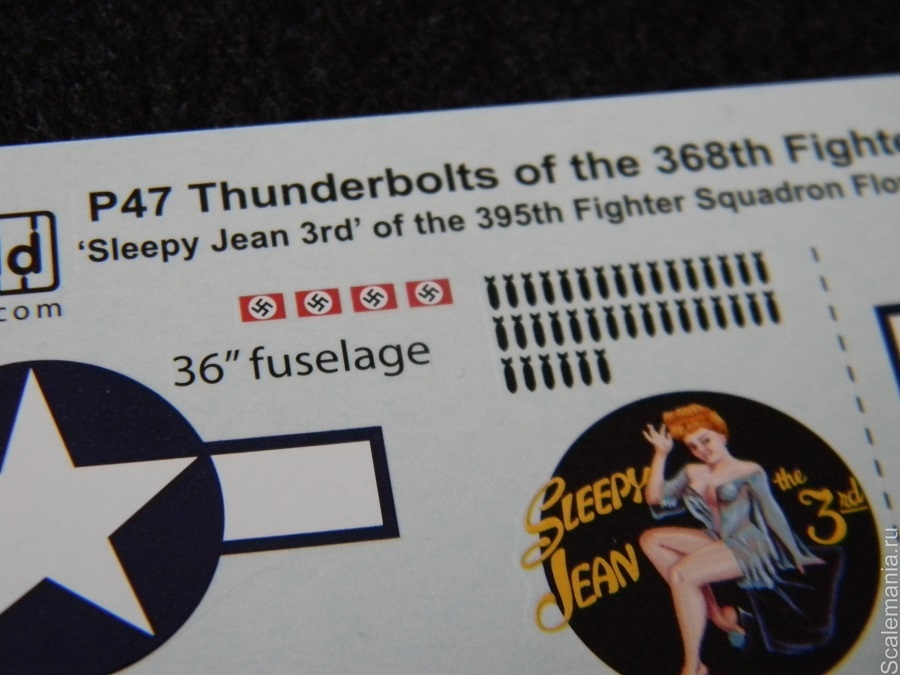 P47 Thunderbolts of the 368th Fighte
'Sleepy Jean 3rd' of the 395th Fighter Squadron Flo
d
com
36" fuselage
SLEEPY
JEAN
the
3rd
Scalemania.ru